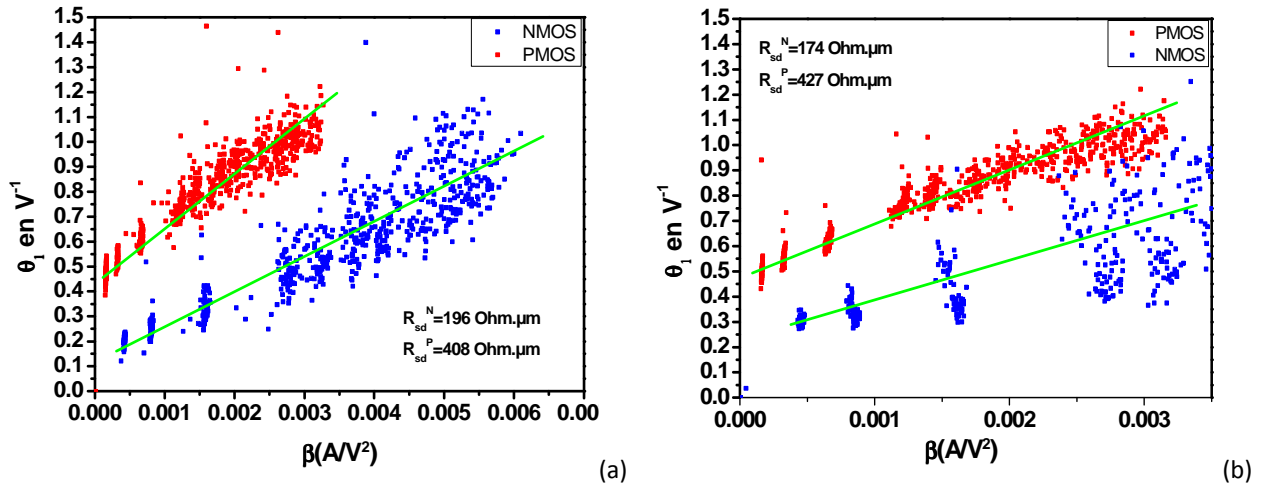 1.5
1.4
1.3
1.2
1.1
1.0
0.9
0.8
0.7
0.6
0.5
0.4
0.3
0.2
0.1
0.0
θ₁ en V⁻¹
NMOS
PMOS
R_sd^N=196 Ohm.µm
R_sd^P=408 Ohm.µm
0.000 0.001 0.002 0.003 0.004 0.005 0.006 0.00
β(A/V²)
(a)
1.5
1.4
1.3
1.2
1.1
1.0
0.9
0.8
0.7
0.6
0.5
0.4
0.3
0.2
0.1
0.0
θ₁ en V⁻¹
R_sd^N=174 Ohm.µm
R_sd^P=427 Ohm.µm
PMOS
NMOS
0.000 0.001 0.002 0.003
β(A/V²)
(b)